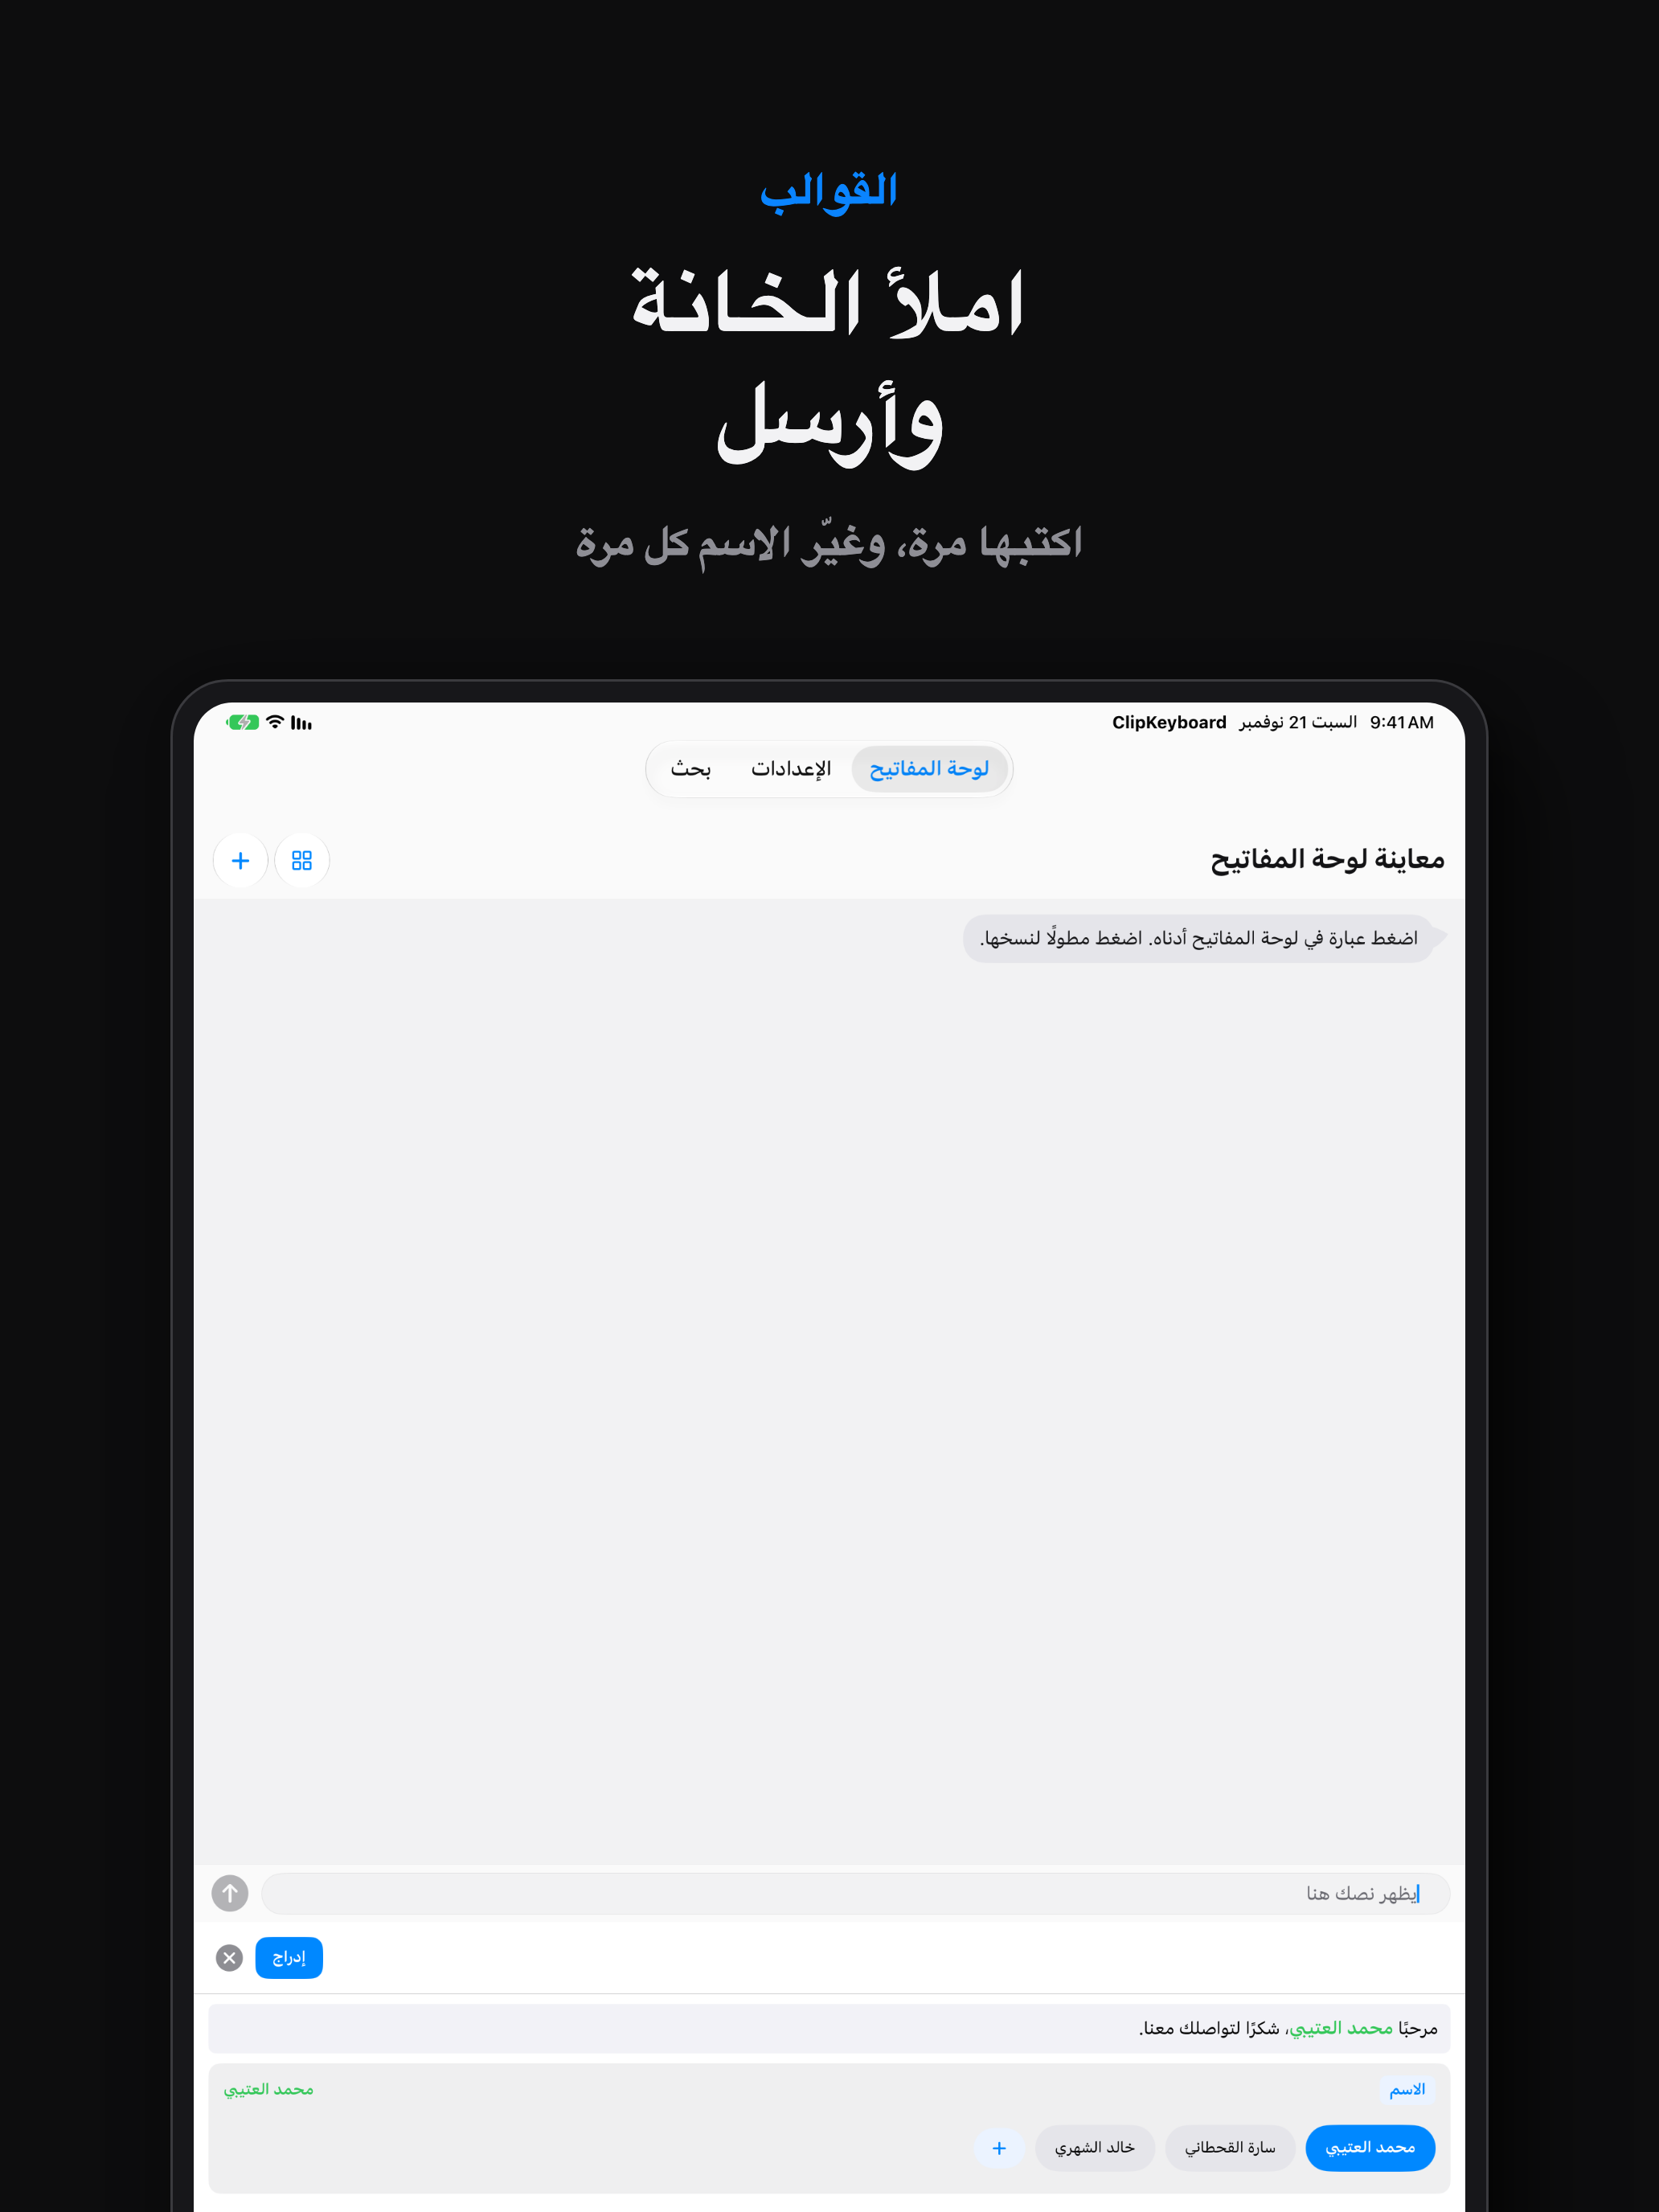 القوالب
املأ الخانة
وأرسل
اكتبها مرة، وغيّر الاسم كل مرة
9:41 AM السبت 21 نوفمبر ClipKeyboard
لوحة المفاتيح الإعدادات بحث
معاينة لوحة المفاتيح
اضغط عبارة في لوحة المفاتيح أدناه. اضغط مطولًا لنسخها.
يظهر نصك هنا
إدراج
مرحبًا محمد العتيبي، شكرًا لتواصلك معنا.
الاسم محمد العتيبي
محمد العتيبي سارة القحطاني خالد الشهري